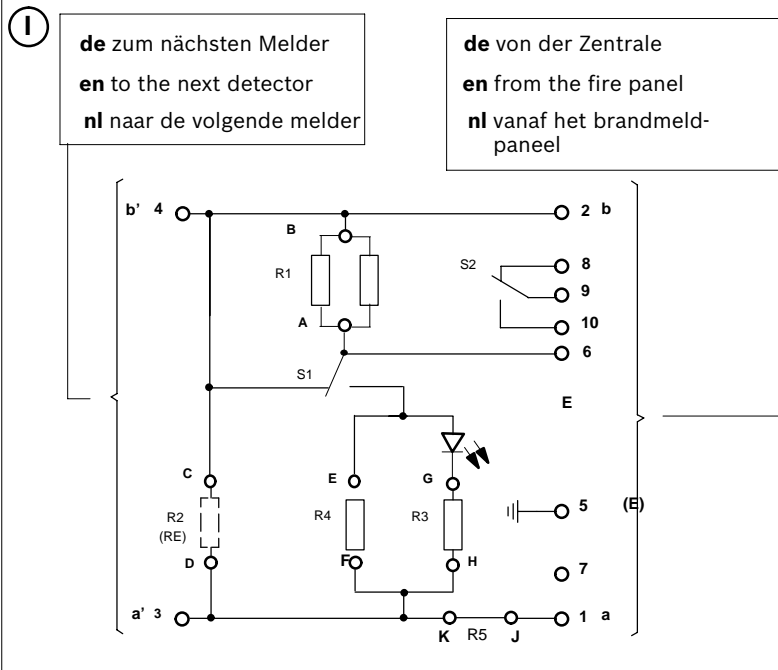 I
de zum nächsten Melder
en to the next detector
nl naar de volgende melder
de von der Zentrale
en from the fire panel
nl vanaf het brandmeld-
paneel
b' 4
2 b
B
R1
S2
8
9
10
A
6
S1
E
C
E
G
R2
(RE)
R4
R3
5 (E)
D
F
H
7
a' 3
1 a
K R5 J